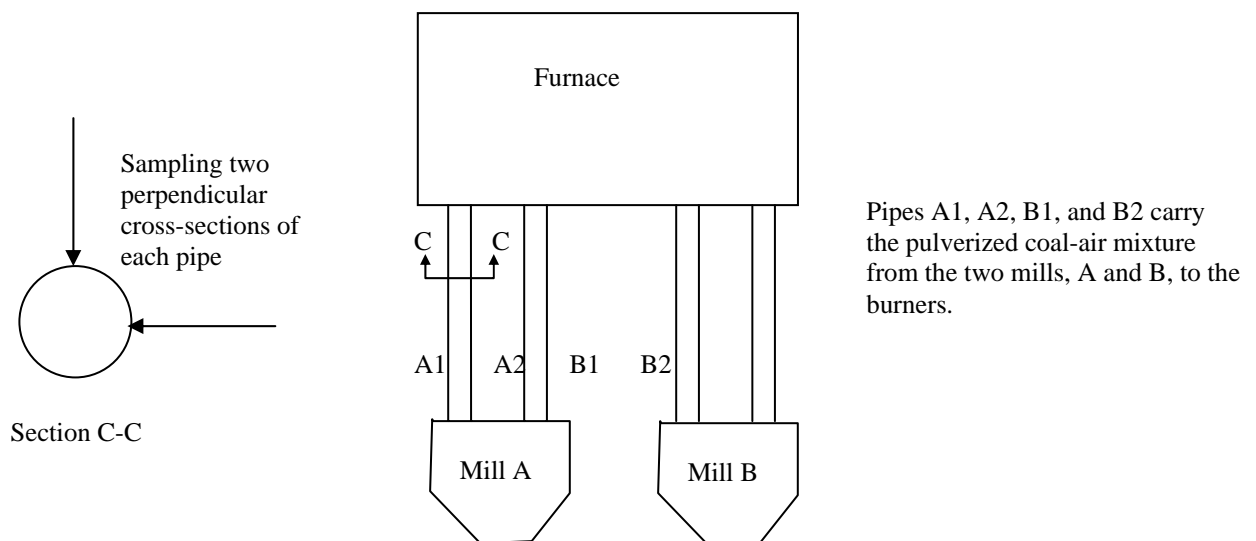 Furnace
Sampling two
perpendicular
cross-sections of
each pipe
Pipes A1, A2, B1, and B2 carry
the pulverized coal-air mixture
from the two mills, A and B, to the
burners.
C C
A1 A2 B1 B2
Section C-C
Mill A Mill B